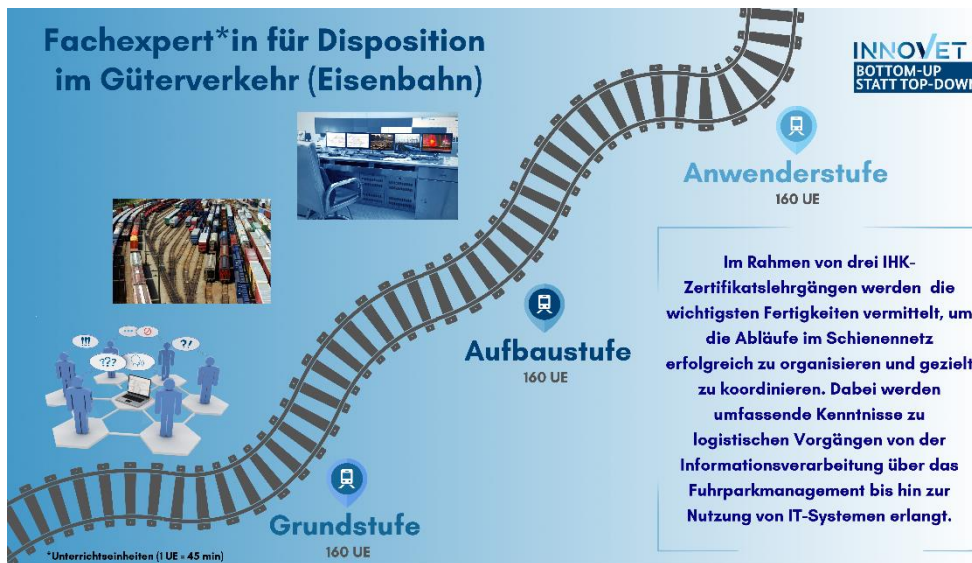 Fachexpert*in für Disposition
im Güterverkehr (Eisenbahn)
INNOVET
BOTTOM-UP
STATT TOP-DOWN
Anwenderstufe
160 UE
Im Rahmen von drei IHK-
Zertifikatslehrgängen werden die
wichtigsten Fertigkeiten vermittelt, um
die Abläufe im Schienennetz
erfolgreich zu organisieren und gezielt
zu koordinieren. Dabei werden
umfassende Kenntnisse zu
logistischen Vorgängen von der
Informationsverarbeitung über das
Fuhrparkmanagement bis hin zur
Nutzung von IT-Systemen erlangt.
Aufbaustufe
160 UE
!!!
?/
???
Grundstufe
160 UE
*Unterrichtseinheiten (1 UE = 45 min)